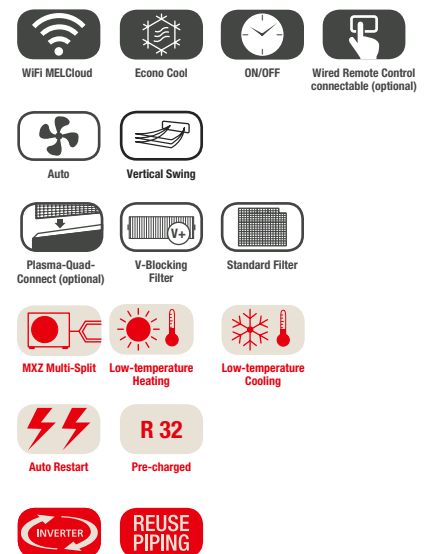 WiFi MELCloud
Econo Cool
ON/OFF
Wired Remote Control
connectable (optional)
Auto
Vertical Swing
V+
Plasma-Quad-
Connect (optional)
V-Blocking
Filter
Standard Filter
MXZ Multi-Split
Low-temperature
Heating
Low-temperature
Cooling
R 32
Auto Restart
Pre-charged
INVERTER
REUSE
PIPING